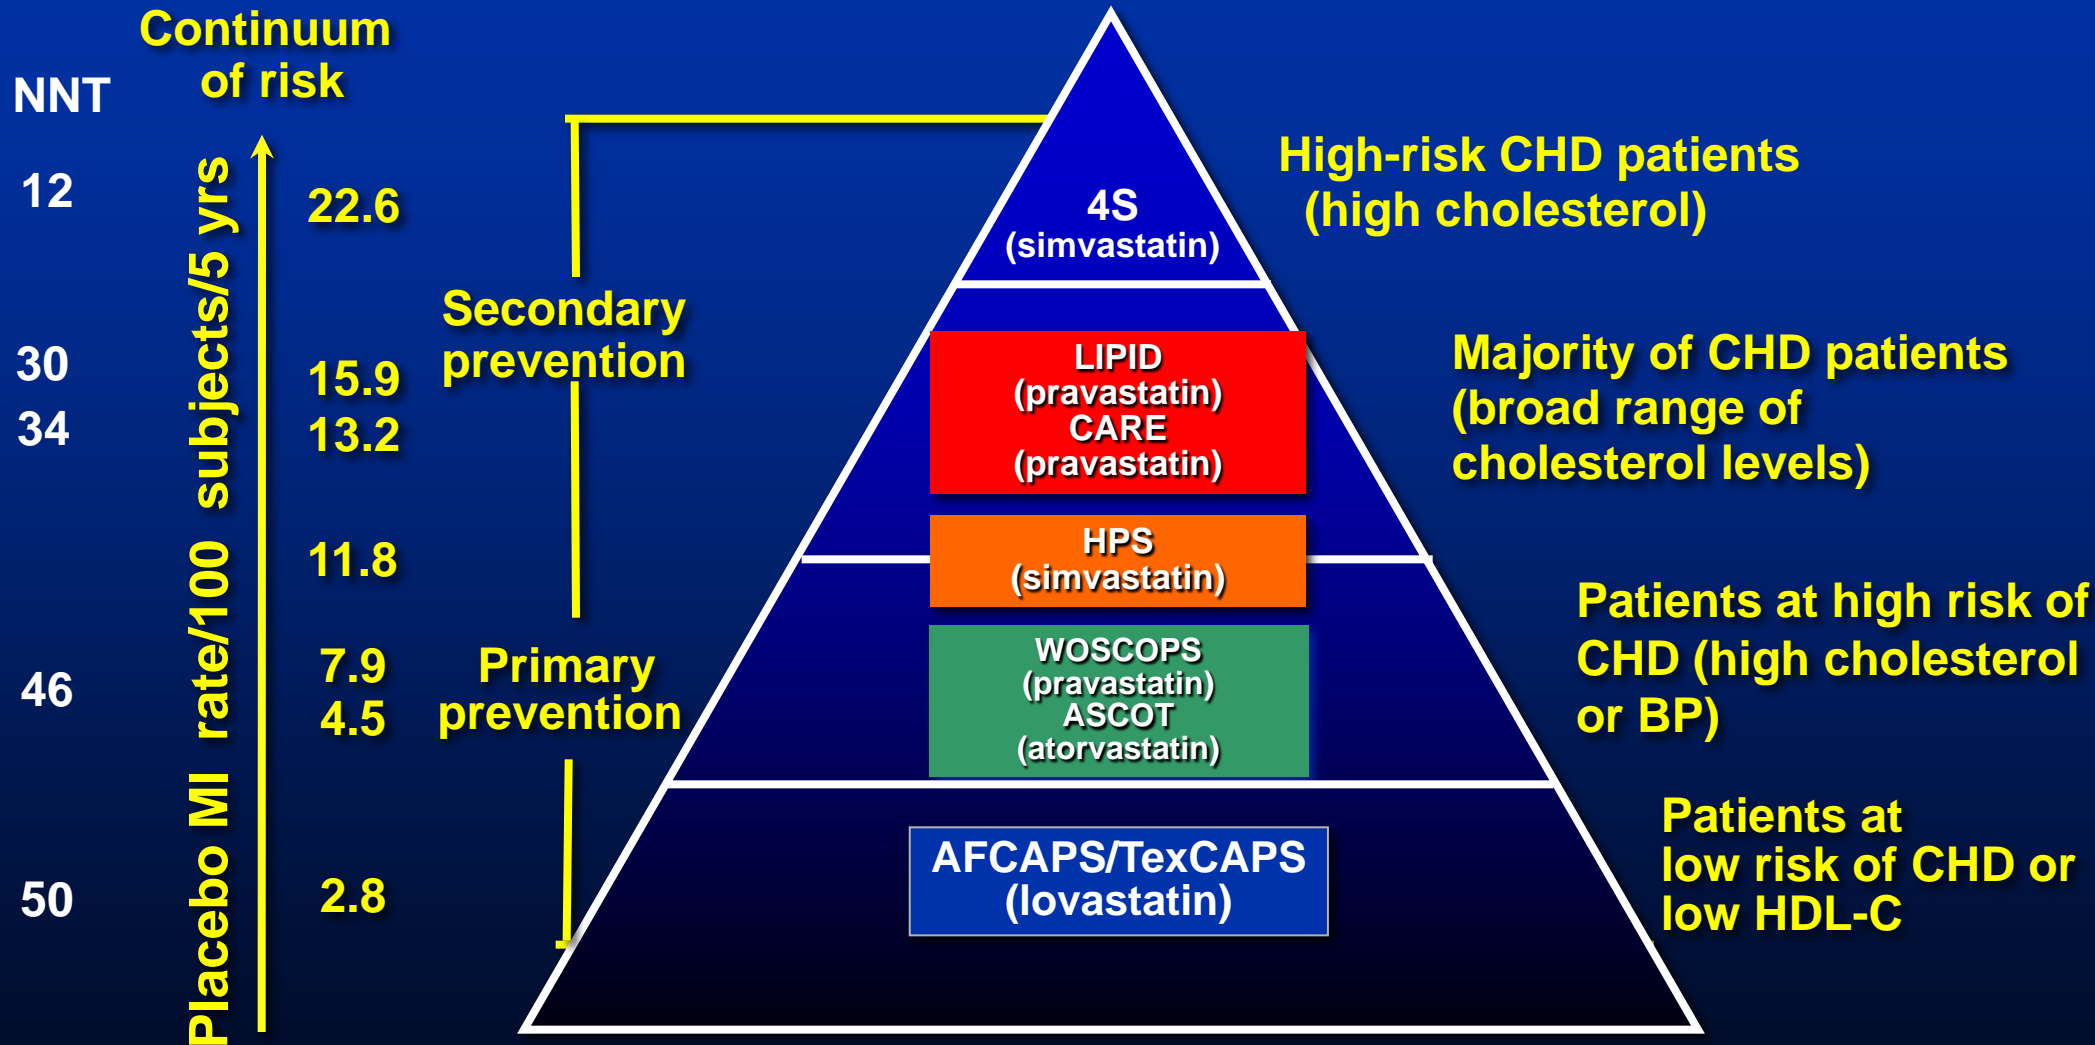 Continuum
of risk
NNT
12
30
34
46
50
Placebo MI rate/100 subjects/5 yrs
22.6
15.9
13.2
11.8
7.9
4.5
2.8
Secondary
prevention
Primary
prevention
4S
(simvastatin)
LIPID
(pravastatin)
CARE
(pravastatin)
HPS
(simvastatin)
WOSCOPS
(pravastatin)
ASCOT
(atorvastatin)
AFCAPS/TexCAPS
(lovastatin)
High-risk CHD patients
(high cholesterol)
Majority of CHD patients
(broad range of
cholesterol levels)
Patients at high risk of
CHD (high cholesterol
or BP)
Patients at
low risk of CHD or
low HDL-C